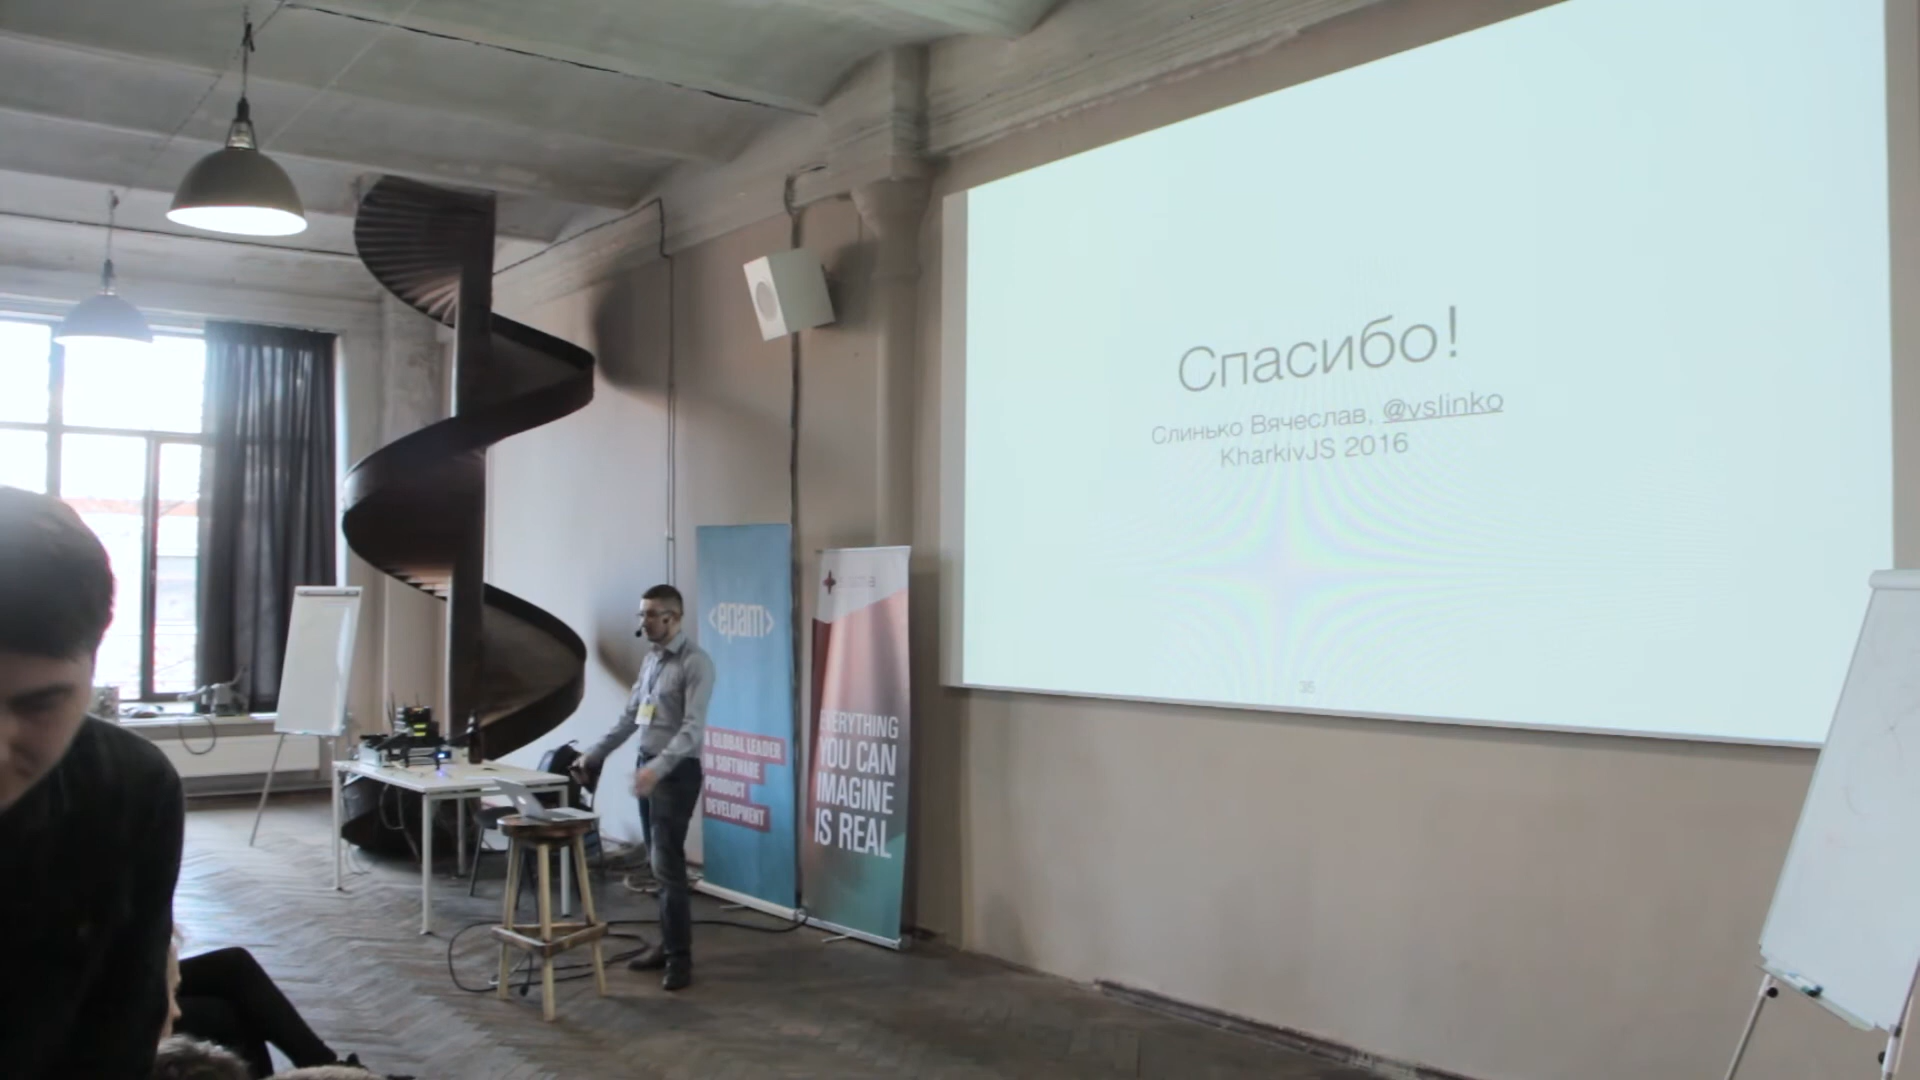 Спасибо!
Слинько Вячеслав, @vslinko
KharkivJS 2016
35
<epam>
A GLOBAL LEADER
IN SOFTWARE
PRODUCT
DEVELOPMENT
EVERYTHING
YOU CAN
IMAGINE
IS REAL